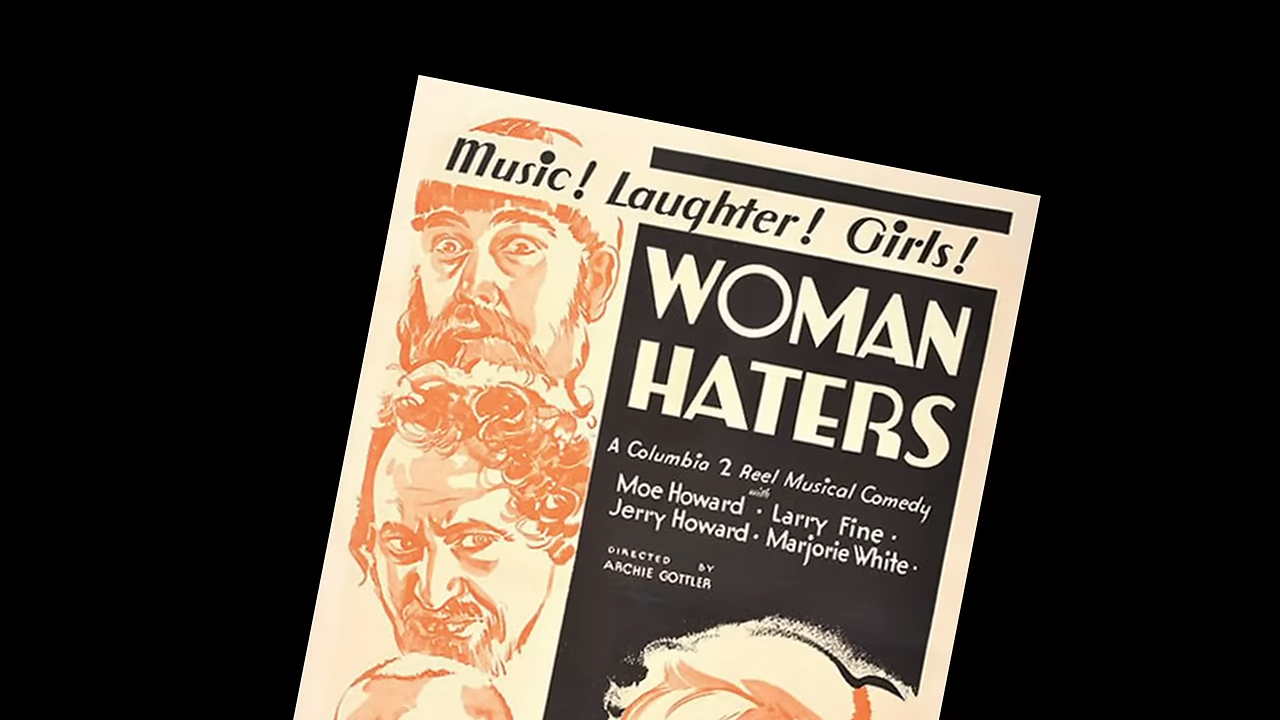 Music! Laughter! Girls!
WOMAN
HATERS
A Columbia 2 Reel Musical Comedy
with
Moe Howard · Larry Fine ·
Jerry Howard · Marjorie White ·
DIRECTED BY
ARCHIE GOTTLER